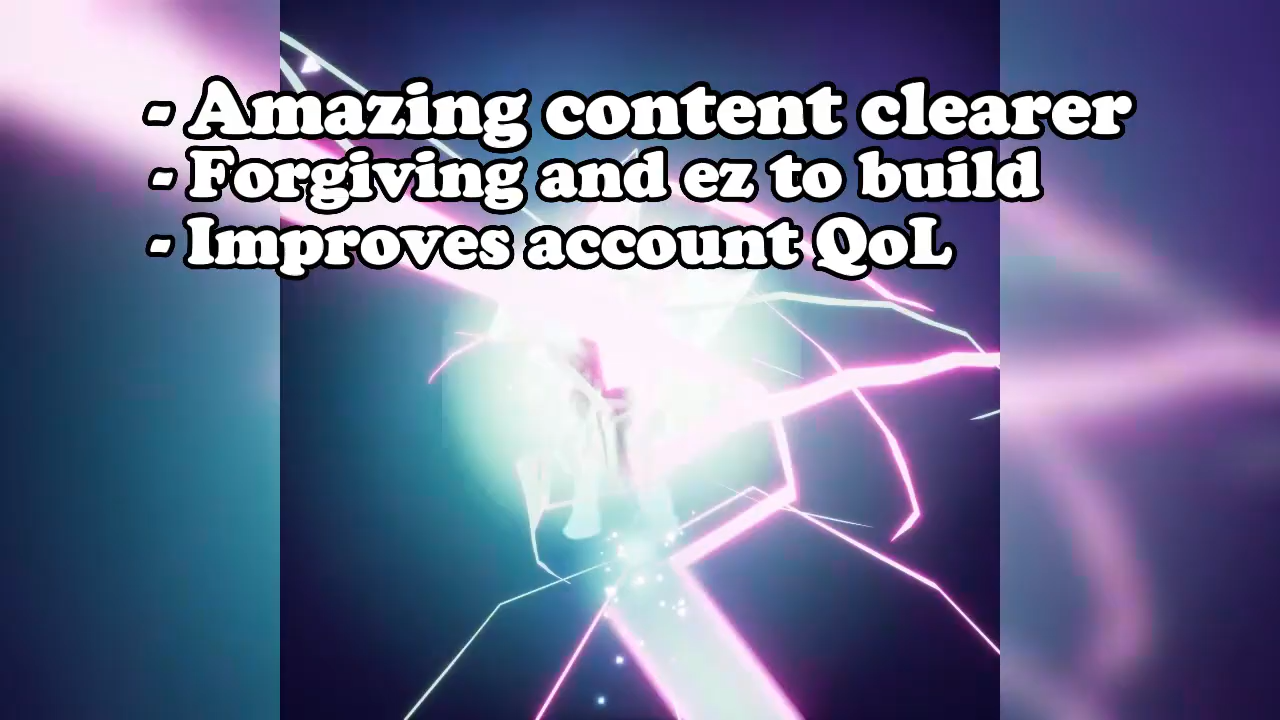 - Amazing content clearer
- Forgiving and ez to build
- Improves account QoL